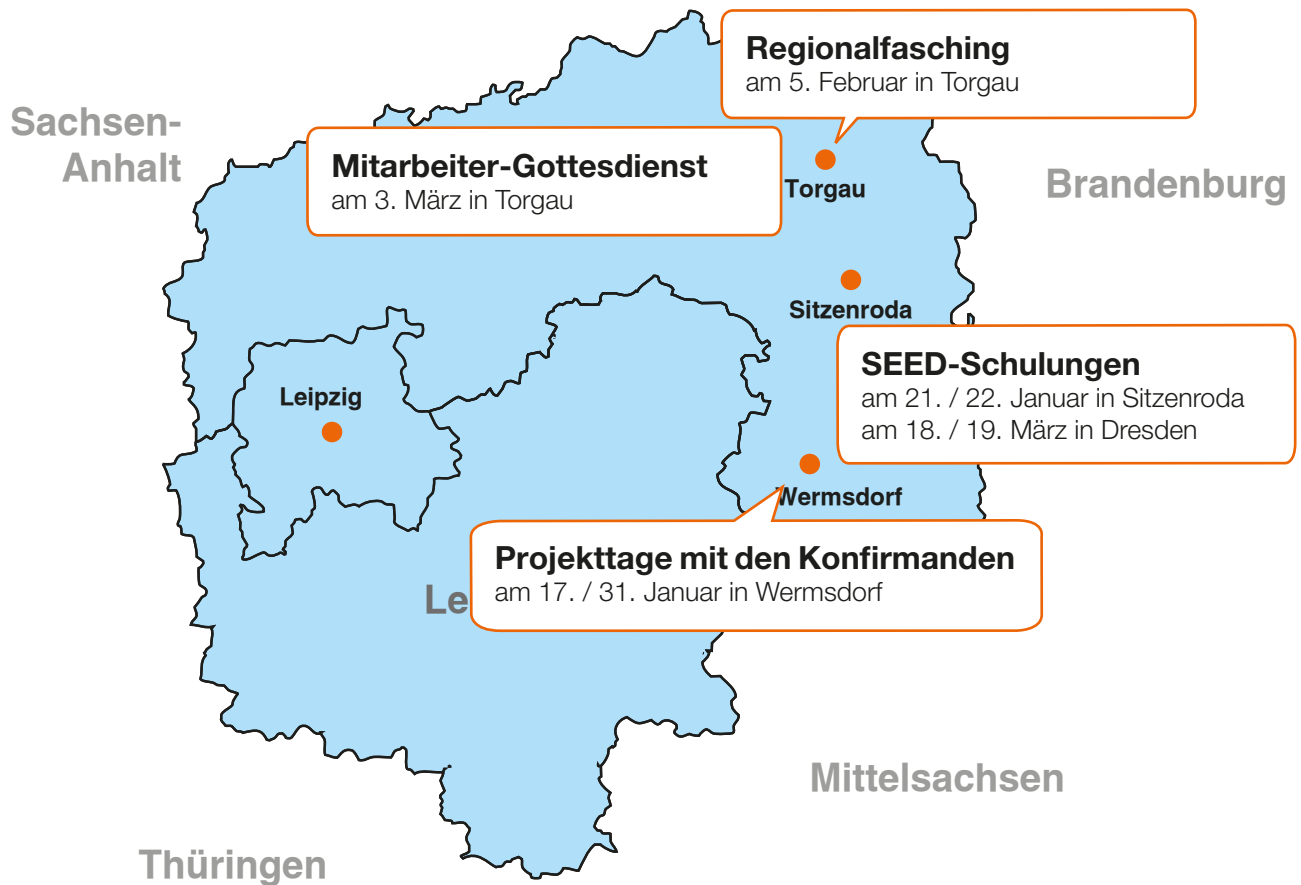 Regionalfasching
am 5. Februar in Torgau
Sachsen-
Anhalt
Mitarbeiter-Gottesdienst
am 3. März in Torgau
Torgau
Brandenburg
Sitzenroda
SEED-Schulungen
am 21. / 22. Januar in Sitzenroda
am 18. / 19. März in Dresden
Leipzig
Wermsdorf
Projekttage mit den Konfirmanden
am 17. / 31. Januar in Wermsdorf
Mittelsachsen
Thüringen